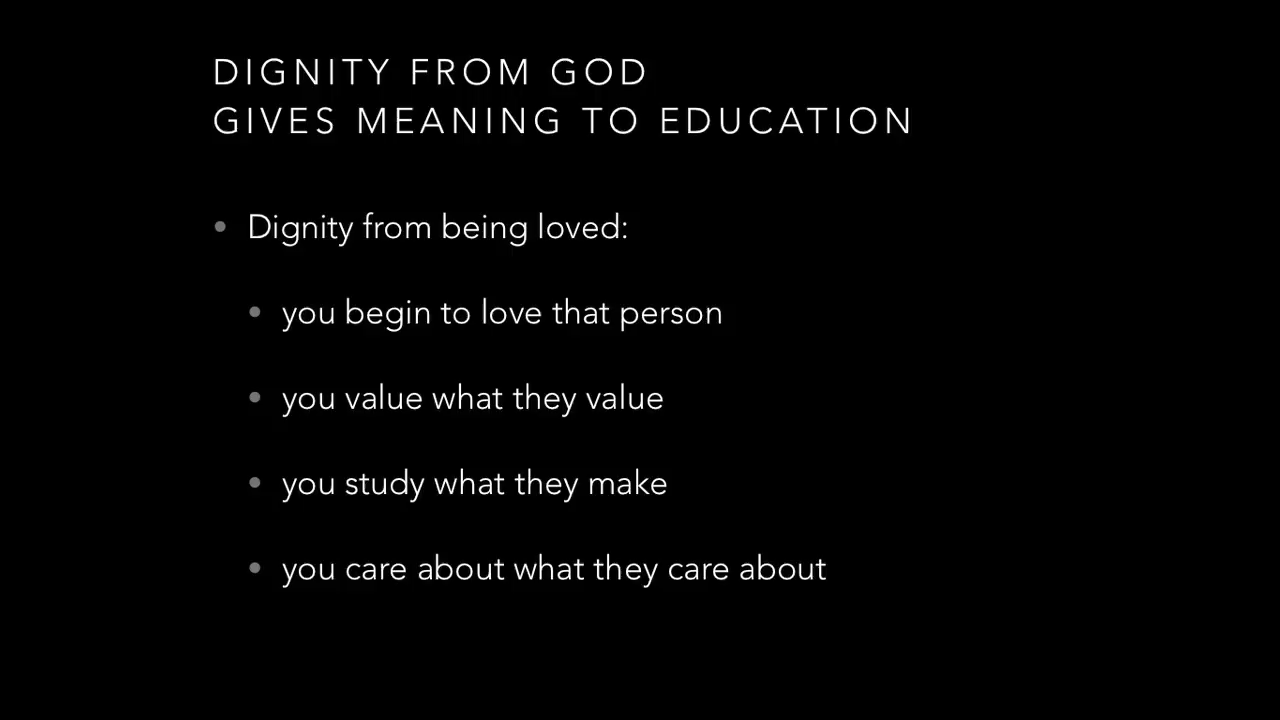 DIGNITY FROM GOD
GIVES MEANING TO EDUCATION
• Dignity from being loved:
• you begin to love that person
• you value what they value
• you study what they make
• you care about what they care about